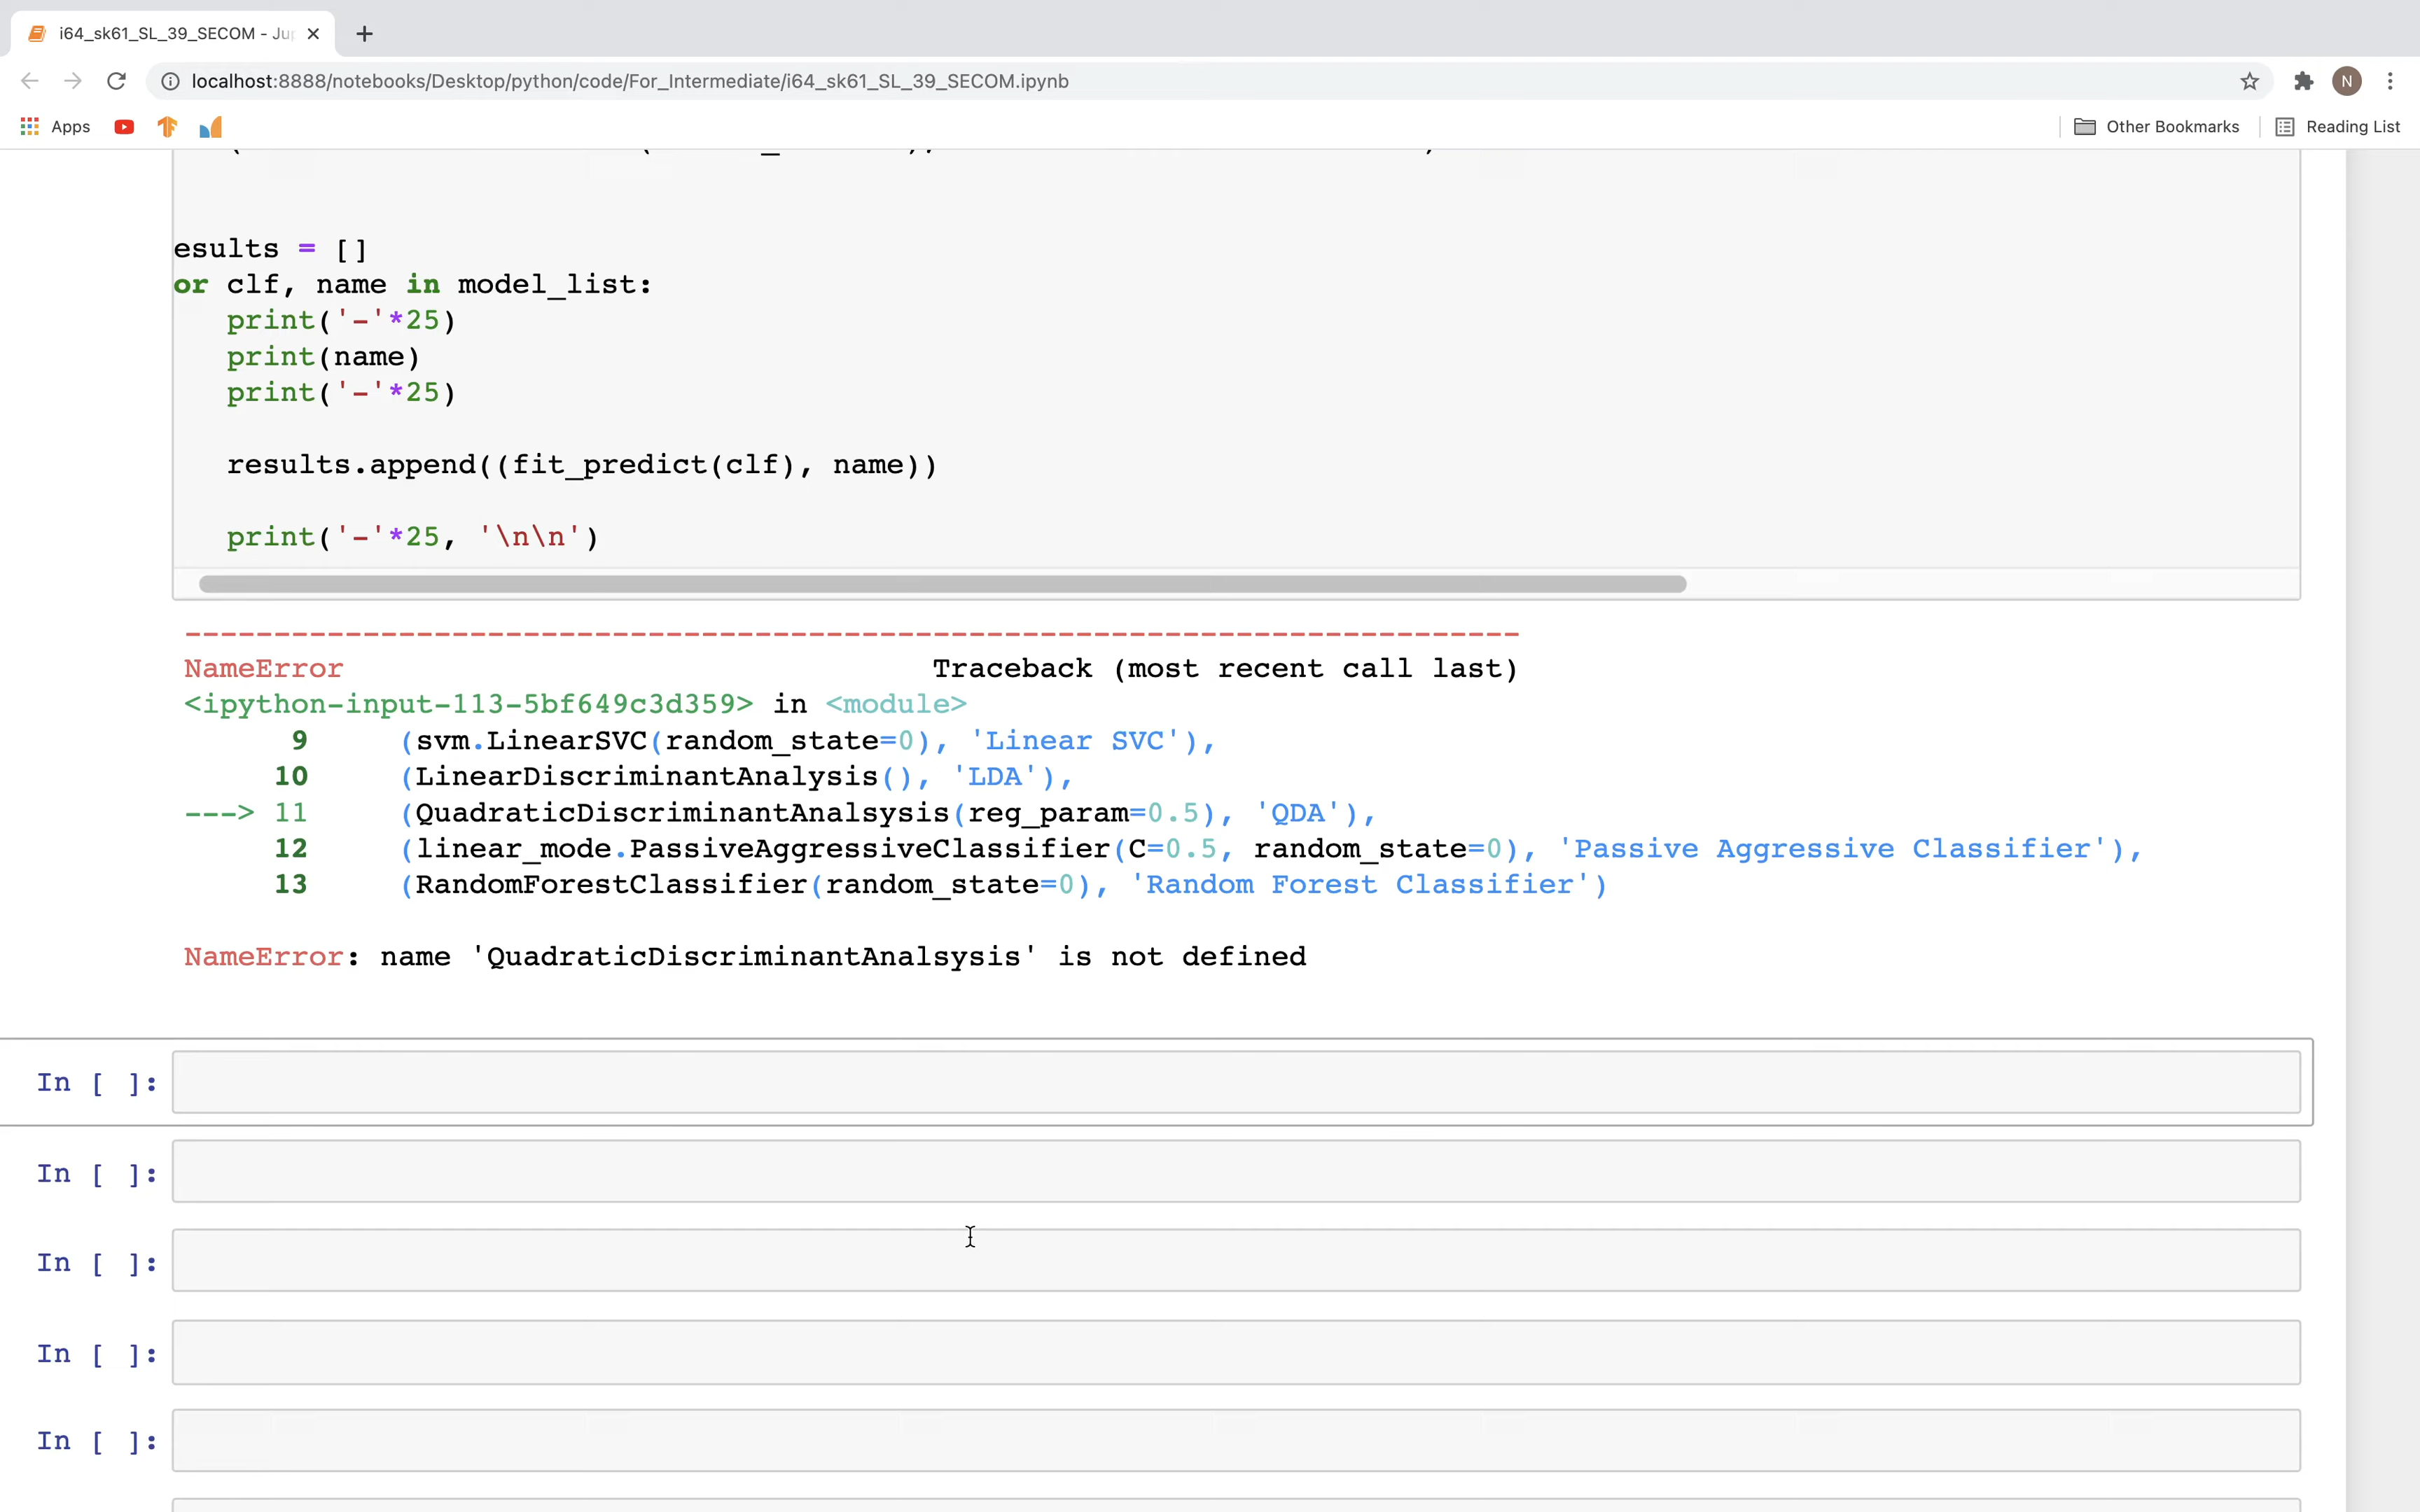 i64_sk61_SL_39_SECOM - Ju
localhost:8888/notebooks/Desktop/python/code/For_Intermediate/i64_sk61_SL_39_SECOM.ipynb
N
Apps
Other Bookmarks
Reading List
esults = []
or clf, name in model_list:
print('-'*25)
print(name)
print('-'*25)
results.append((fit_predict(clf), name))
print('-'*25, '\n\n')
---------------------------------------------------------------------------
NameError Traceback (most recent call last)
<ipython-input-113-5bf649c3d359> in <module>
9 (svm.LinearSVC(random_state=0), 'Linear SVC'),
10 (LinearDiscriminantAnalysis(), 'LDA'),
---> 11 (QuadraticDiscriminantAnalsysis(reg_param=0.5), 'QDA'),
12 (linear_mode.PassiveAggressiveClassifier(C=0.5, random_state=0), 'Passive Aggressive Classifier'),
13 (RandomForestClassifier(random_state=0), 'Random Forest Classifier')
NameError: name 'QuadraticDiscriminantAnalsysis' is not defined
In [ ]:
In [ ]:
In [ ]:
In [ ]:
In [ ]: